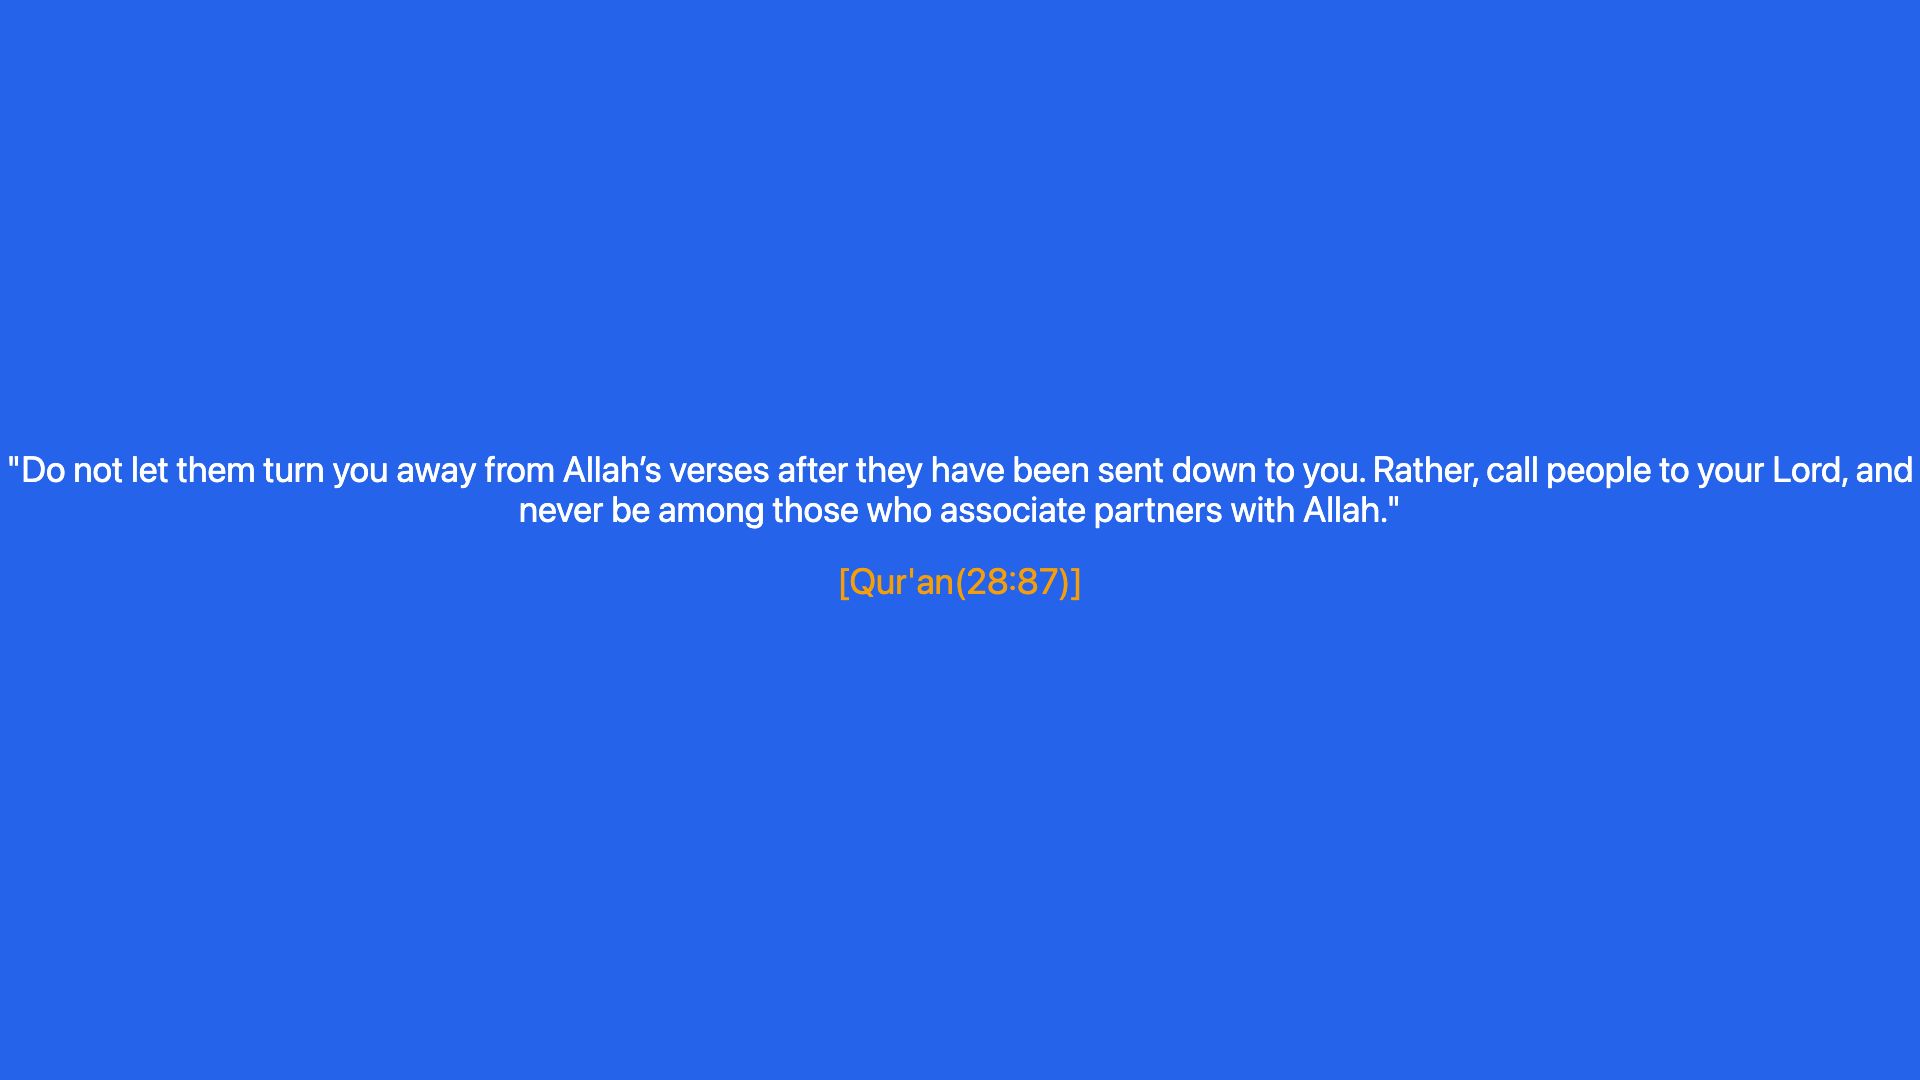 "Do not let them turn you away from Allah’s verses after they have been sent down to you. Rather, call people to your Lord, and
never be among those who associate partners with Allah."
[Qur'an(28:87)]